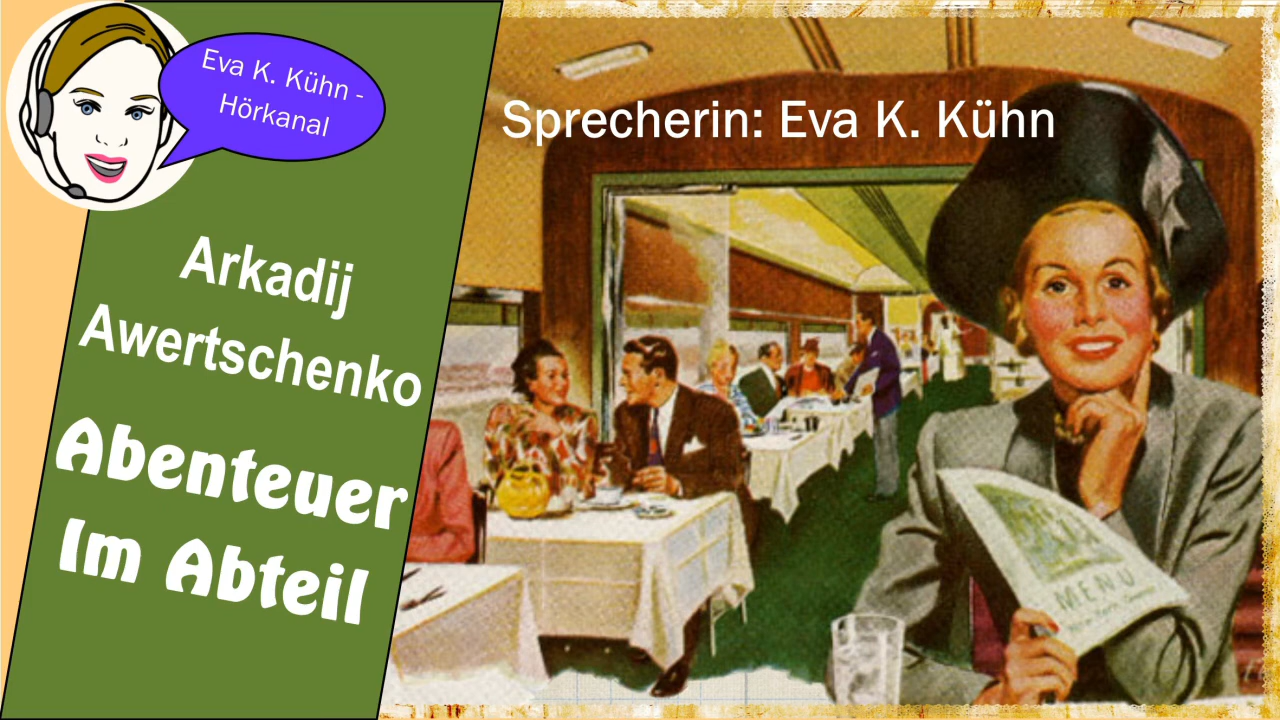 Eva K. Kühn -
Hörkanal
Sprecherin: Eva K. Kühn
Arkadij
Awertschenko
Abenteuer
Im Abteil
MENU